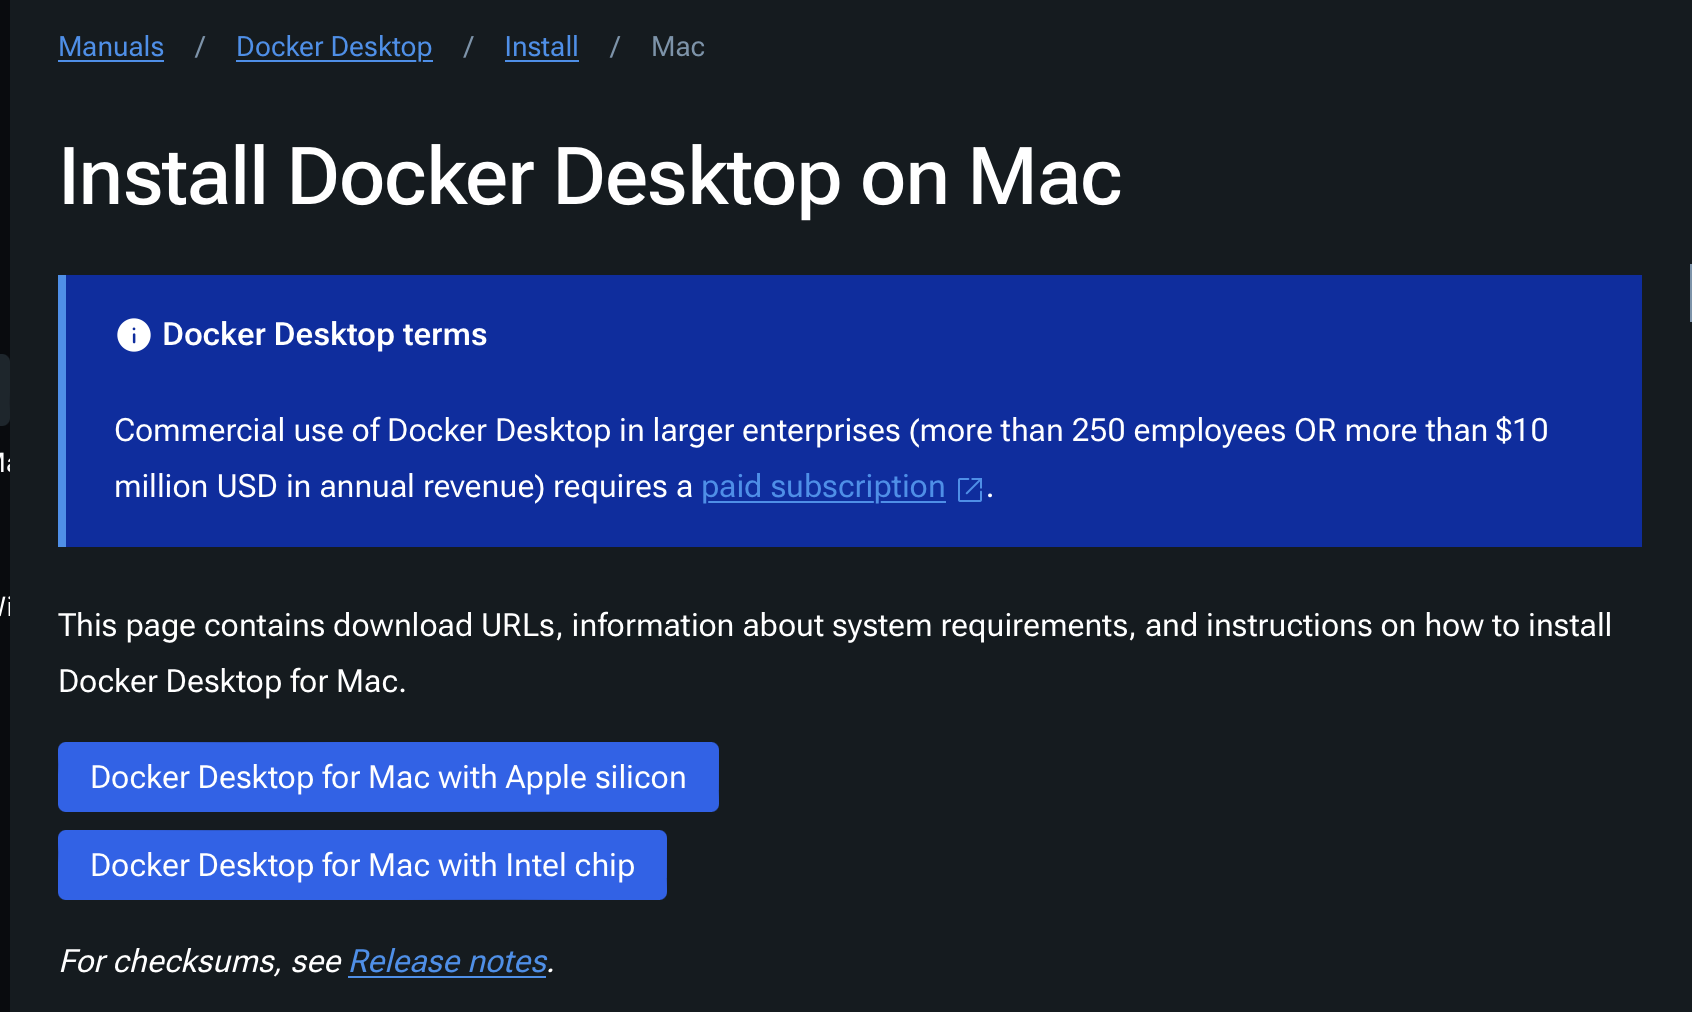 Manuals / Docker Desktop / Install / Mac
Install Docker Desktop on Mac
Docker Desktop terms
Commercial use of Docker Desktop in larger enterprises (more than 250 employees OR more than $10
million USD in annual revenue) requires a paid subscription.
This page contains download URLs, information about system requirements, and instructions on how to install
Docker Desktop for Mac.
Docker Desktop for Mac with Apple silicon
Docker Desktop for Mac with Intel chip
For checksums, see Release notes.